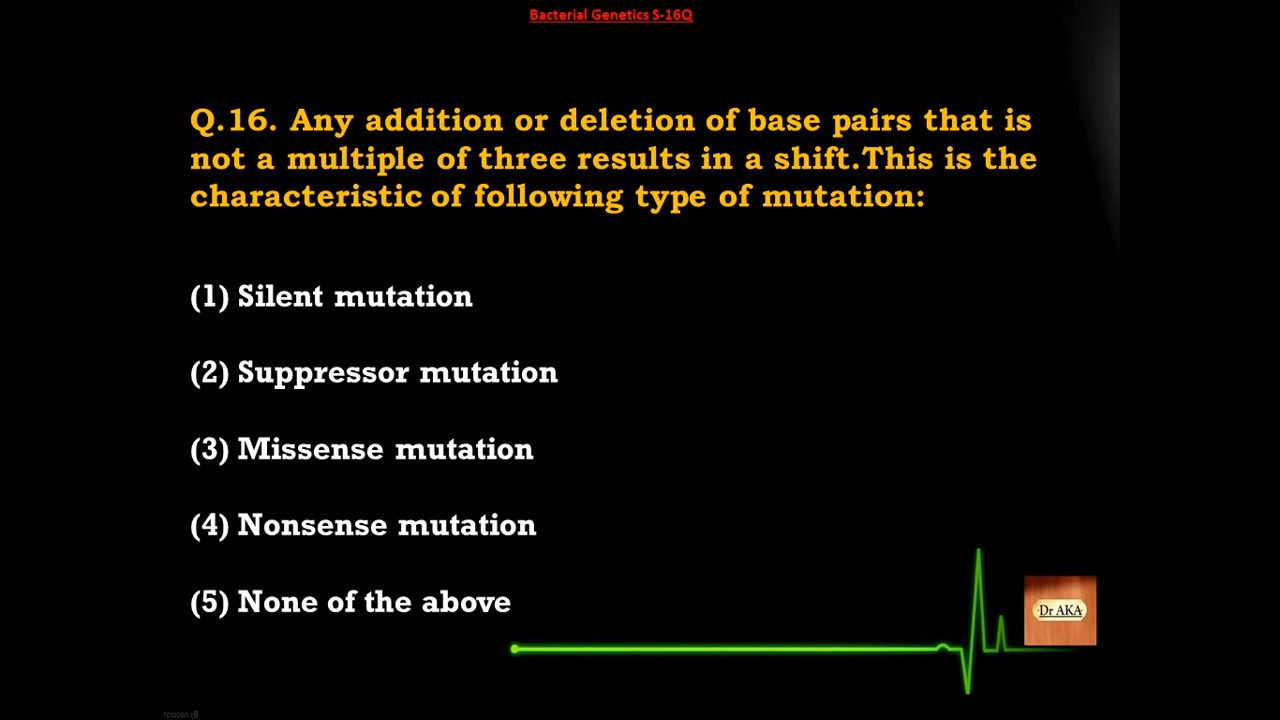 Bacterial Genetics S-16Q
Q.16. Any addition or deletion of base pairs that is
not a multiple of three results in a shift.This is the
characteristic of following type of mutation:
(1) Silent mutation
(2) Suppressor mutation
(3) Missense mutation
(4) Nonsense mutation
(5) None of the above
Dr AKA